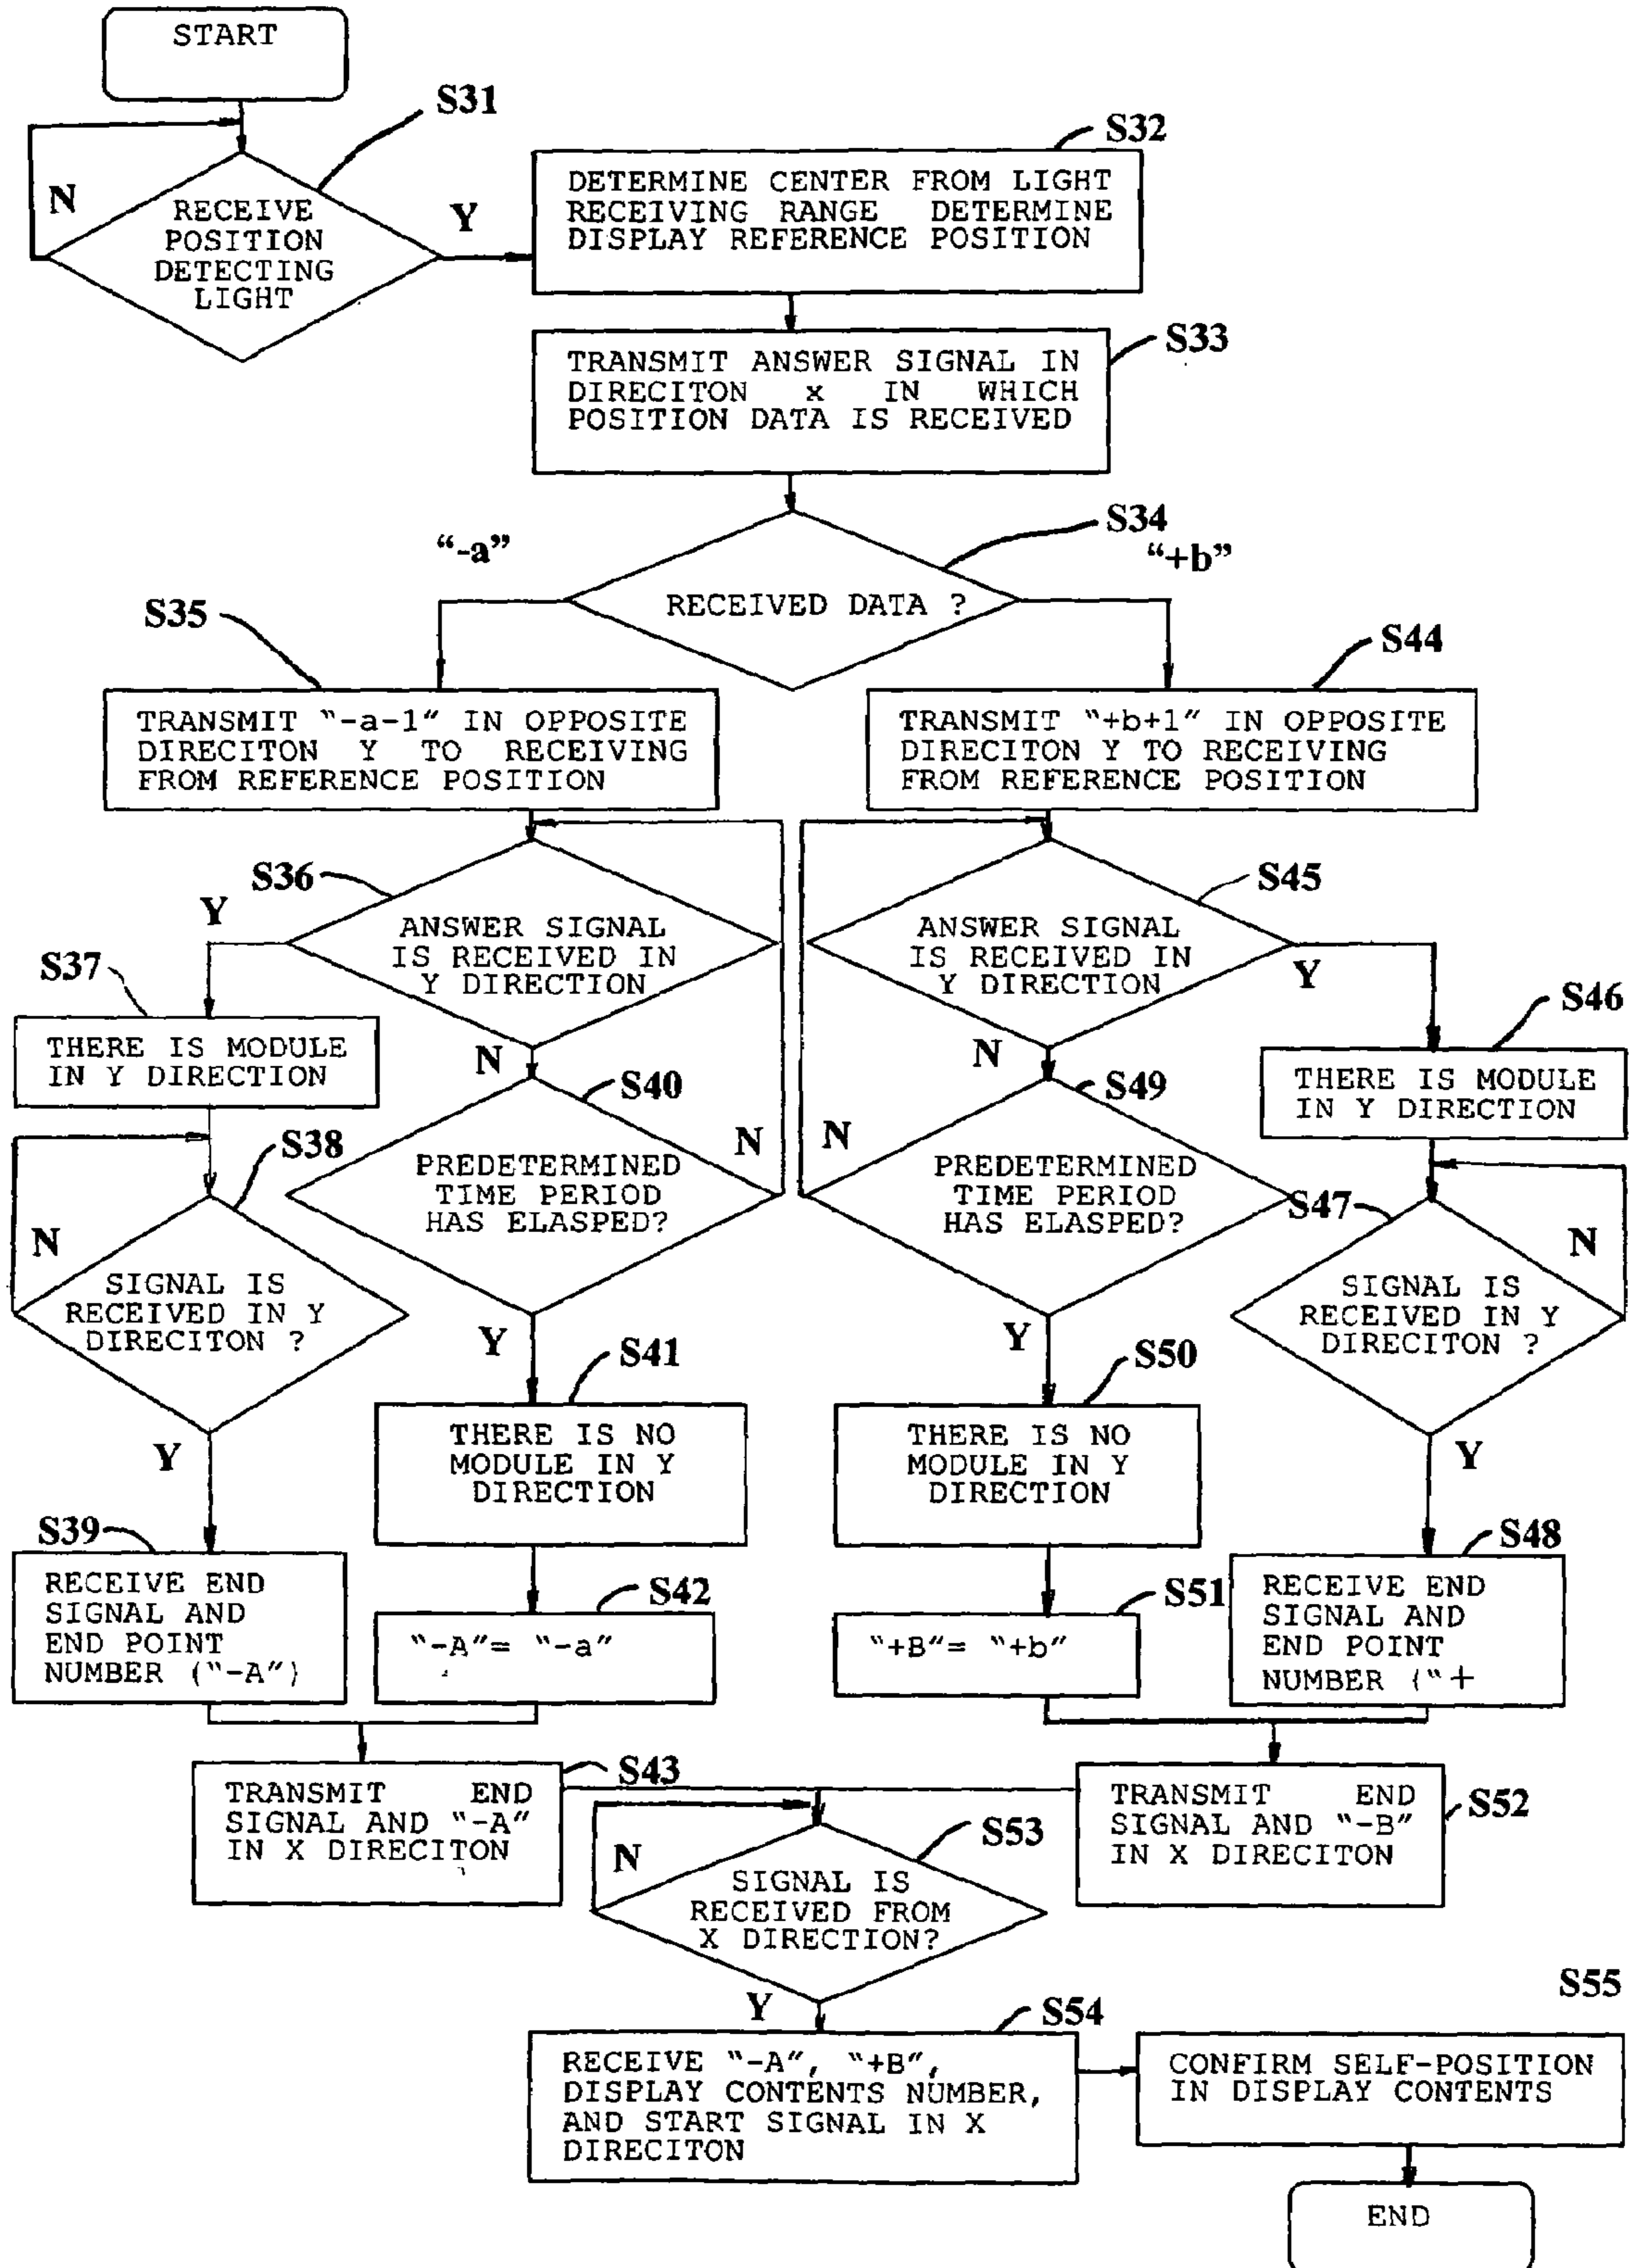 START
S31
N
RECEIVE
POSITION
DETECTING
LIGHT
Y
S32
DETERMINE CENTER FROM LIGHT
RECEIVING RANGE DETERMINE
DISPLAY REFERENCE POSITION
S33
TRANSMIT ANSWER SIGNAL IN
DIRECITON x IN WHICH
POSITION DATA IS RECEIVED
S34
“-a”
“+b”
RECEIVED DATA ?
S35
TRANSMIT “-a-1” IN OPPOSITE
DIRECITON Y TO RECEIVING
FROM REFERENCE POSITION
S44
TRANSMIT “+b+1” IN OPPOSITE
DIRECITON Y TO RECEIVING
FROM REFERENCE POSITION
S36
Y
ANSWER SIGNAL
IS RECEIVED IN
Y DIRECTION
N
S45
ANSWER SIGNAL
IS RECEIVED IN
Y DIRECTION
Y
N
S37
THERE IS MODULE
IN Y DIRECTION
S46
THERE IS MODULE
IN Y DIRECTION
S40
PREDETERMINED
TIME PERIOD
HAS ELASPED?
N
Y
S49
N
PREDETERMINED
TIME PERIOD
HAS ELASPED?
Y
S38
N
SIGNAL IS
RECEIVED IN Y
DIRECITON ?
Y
S47
N
SIGNAL IS
RECEIVED IN Y
DIRECITON ?
Y
S41
THERE IS NO
MODULE IN Y
DIRECTION
S50
THERE IS NO
MODULE IN Y
DIRECTION
S39
RECEIVE END
SIGNAL AND
END POINT
NUMBER (“-A”)
S42
“-A”= “-a”
S51
“+B”= “+b”
S48
RECEIVE END
SIGNAL AND
END POINT
NUMBER (“+
S43
TRANSMIT END
SIGNAL AND “-A”
IN X DIRECITON
S52
TRANSMIT END
SIGNAL AND “-B”
IN X DIRECITON
S53
N
SIGNAL IS
RECEIVED FROM
X DIRECTION?
Y
S54
RECEIVE “-A”, “+B”,
DISPLAY CONTENTS NUMBER,
AND START SIGNAL IN X
DIRECITON
S55
CONFIRM SELF-POSITION
IN DISPLAY CONTENTS
END